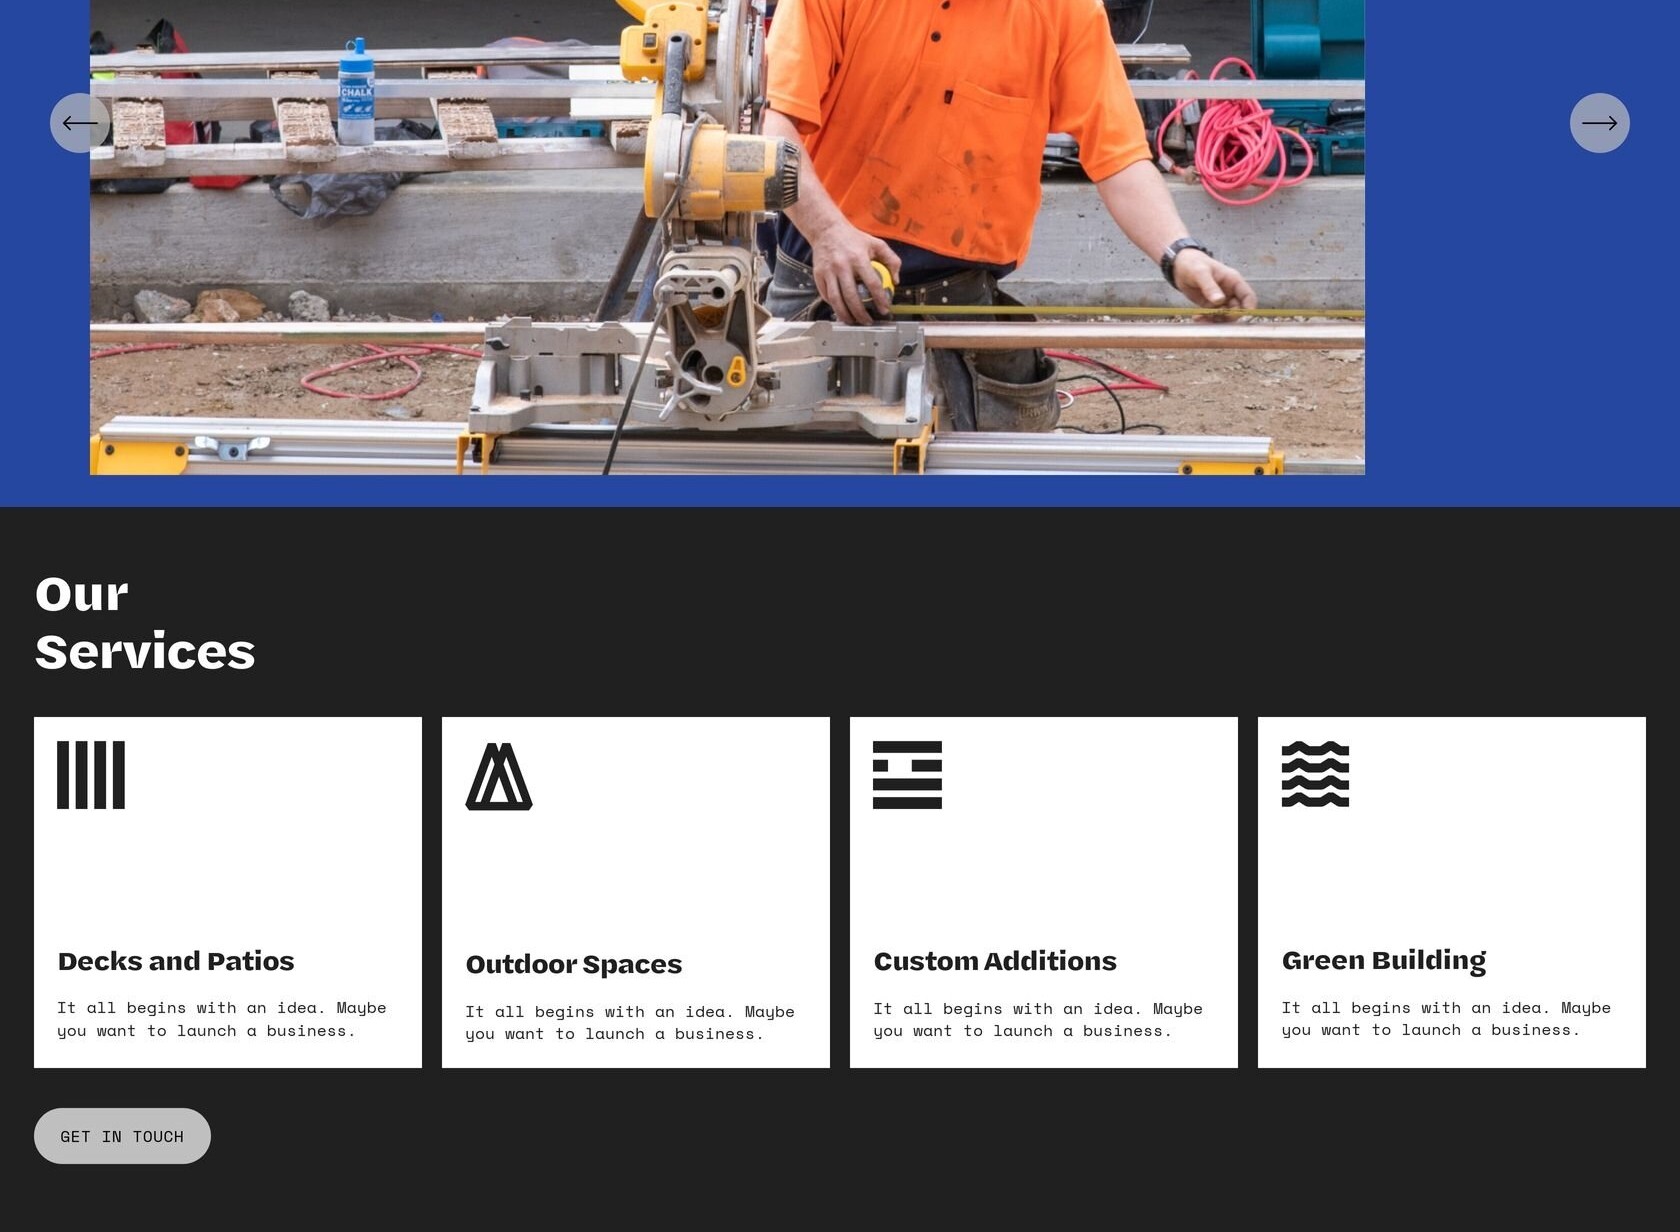 CHALK
Our
Services
Decks and Patios
It all begins with an idea. Maybe
you want to launch a business.
Outdoor Spaces
It all begins with an idea. Maybe
you want to launch a business.
Custom Additions
It all begins with an idea. Maybe
you want to launch a business.
Green Building
It all begins with an idea. Maybe
you want to launch a business.
GET IN TOUCH